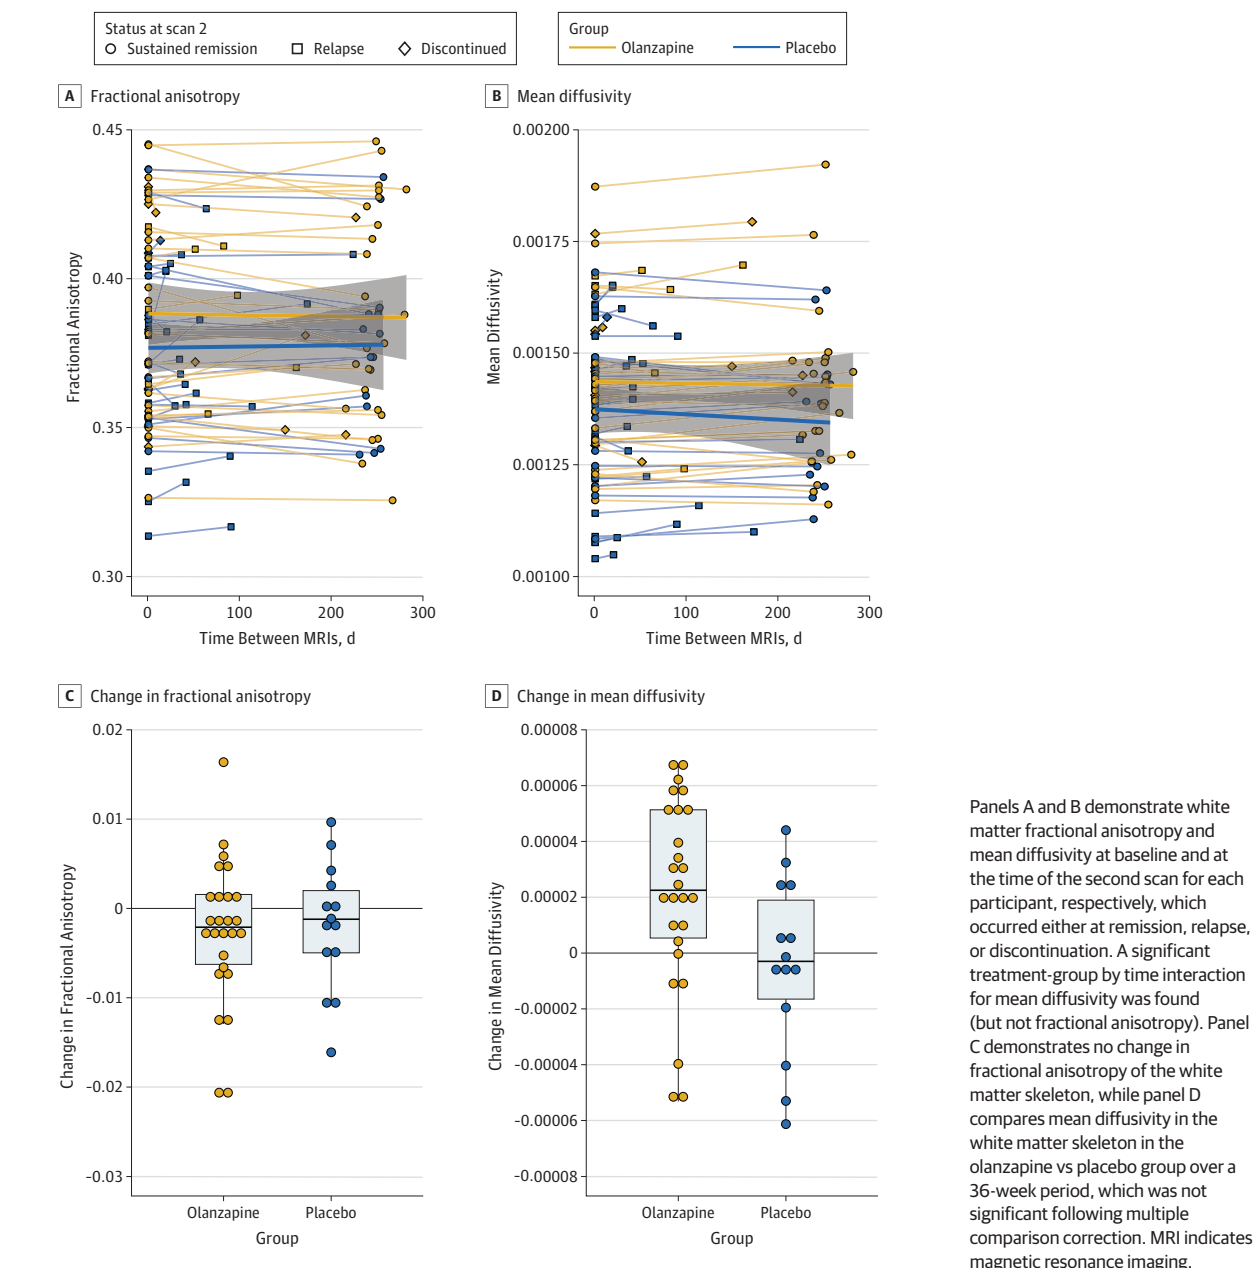 Status at scan 2
Sustained remission
Relapse
Discontinued
Group
Olanzapine
Placebo
A Fractional anisotropy
0.45
0.40
0.35
0.30
Fractional Anisotropy
0 100 200 300
Time Between MRIs, d
B Mean diffusivity
0.00200
0.00175
0.00150
0.00125
0.00100
Mean Diffusivity
0 100 200 300
Time Between MRIs, d
C Change in fractional anisotropy
0.02
0.01
0
-0.01
-0.02
-0.03
Change in Fractional Anisotropy
Olanzapine Placebo
Group
D Change in mean diffusivity
0.00008
0.00006
0.00004
0.00002
0
-0.00002
-0.00004
-0.00006
-0.00008
Change in Mean Diffusivity
Olanzapine Placebo
Group
Panels A and B demonstrate white
matter fractional anisotropy and
mean diffusivity at baseline and at
the time of the second scan for each
participant, respectively, which
occurred either at remission, relapse,
or discontinuation. A significant
treatment-group by time interaction
for mean diffusivity was found
(but not fractional anisotropy). Panel
C demonstrates no change in
fractional anisotropy of the white
matter skeleton, while panel D
compares mean diffusivity in the
white matter skeleton in the
olanzapine vs placebo group over a
36-week period, which was not
significant following multiple
comparison correction. MRI indicates
magnetic resonance imaging.